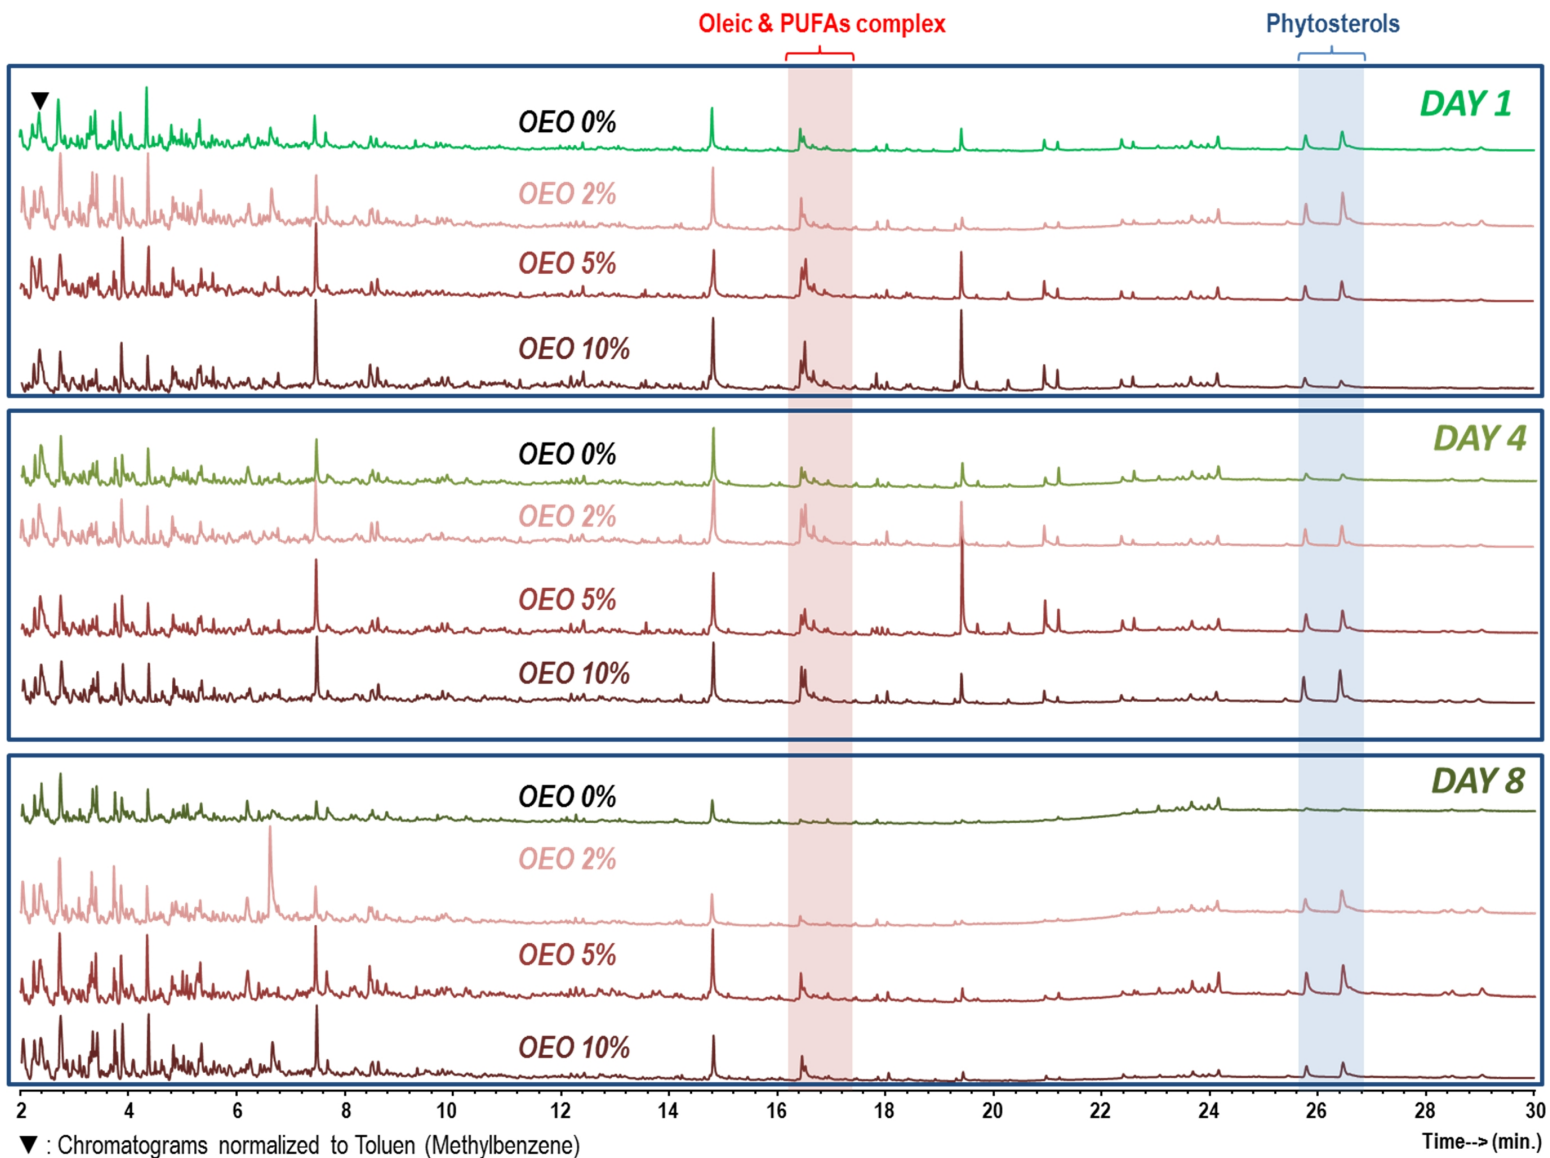 Oleic & PUFAs complex
Phytosterols
DAY 1
OEO 0%
OEO 2%
OEO 5%
OEO 10%
DAY 4
OEO 0%
OEO 2%
OEO 5%
OEO 10%
DAY 8
OEO 0%
OEO 2%
OEO 5%
OEO 10%
2 4 6 8 10 12 14 16 18 20 22 24 26 28 30
▼ : Chromatograms normalized to Toluen (Methylbenzene)
Time--> (min.)